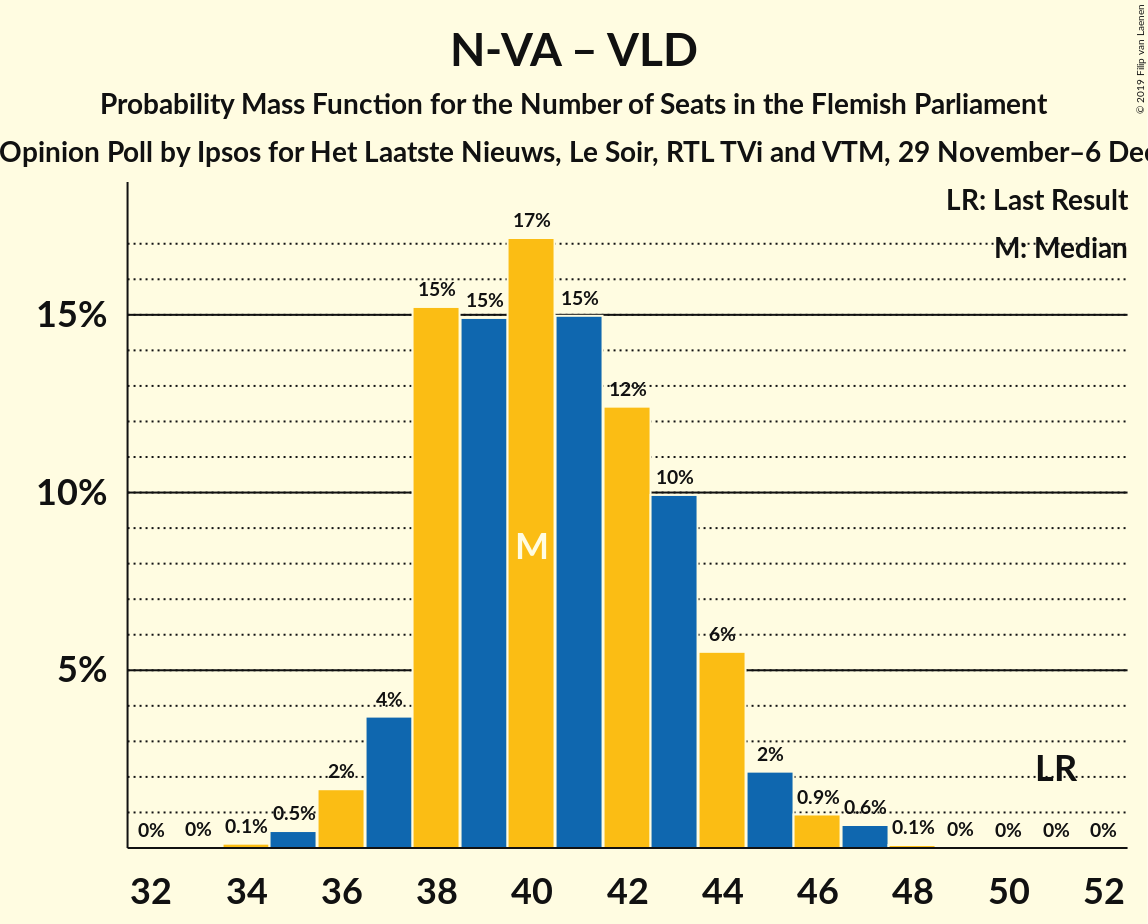 N-VA – VLD
Probability Mass Function for the Number of Seats in the Flemish Parliament
Opinion Poll by Ipsos for Het Laatste Nieuws, Le Soir, RTL TVi and VTM, 29 November–6 Dec
© 2019 Filip van Laenen
LR: Last Result
M: Median
17%
15% 15% 15%
15%
12%
10%
10%
M
6%
5%
4%
2% 2%
LR
0% 0% 0.1% 0.5% 0.9% 0.6% 0.1% 0% 0% 0% 0%
32 34 36 38 40 42 44 46 48 50 52